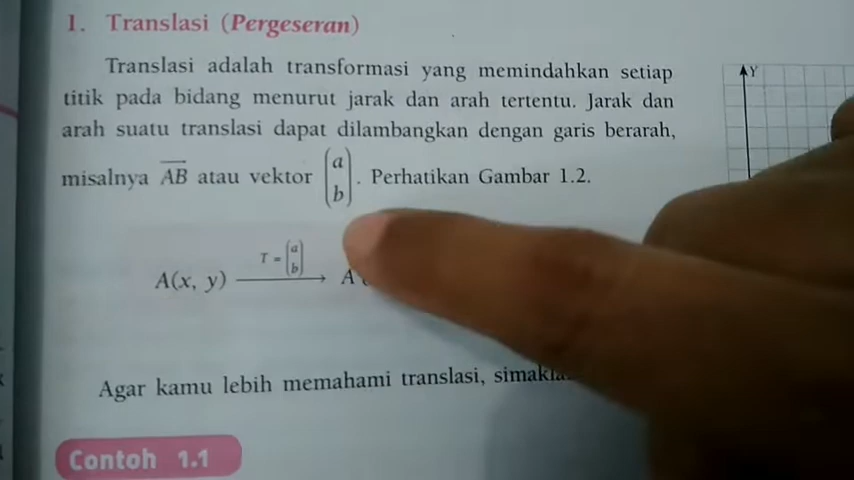 1. Translasi (Pergeseran)
Translasi adalah transformasi yang memindahkan setiap
titik pada bidang menurut jarak dan arah tertentu. Jarak dan
arah suatu translasi dapat dilambangkan dengan garis berarah,
misalnya AB atau vektor (a b). Perhatikan Gambar 1.2.
Y
A(x, y) T = (a b) → A
Agar kamu lebih memahami translasi,
Contoh 1.1